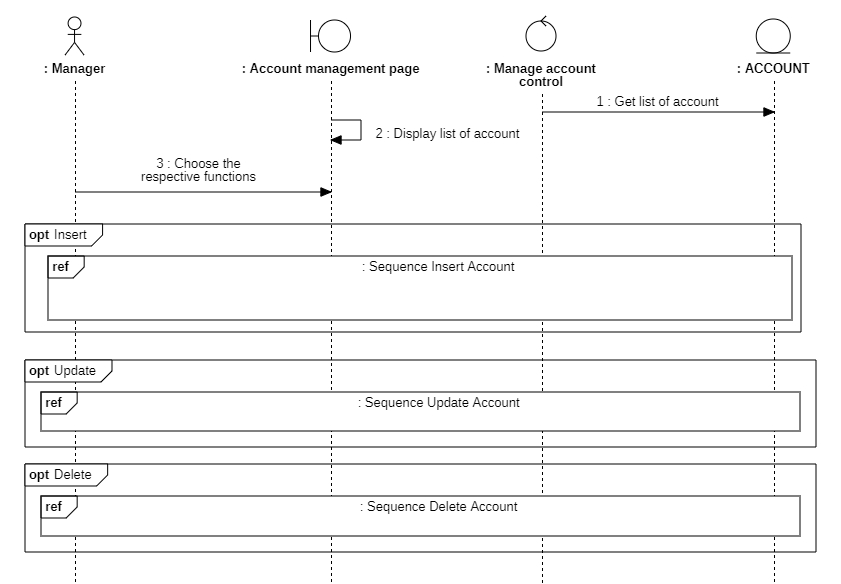 : Manager
: Account management page
: Manage account
control
: ACCOUNT
1 : Get list of account
2 : Display list of account
3 : Choose the
respective functions
opt Insert
ref
: Sequence Insert Account
opt Update
ref
: Sequence Update Account
opt Delete
ref
: Sequence Delete Account